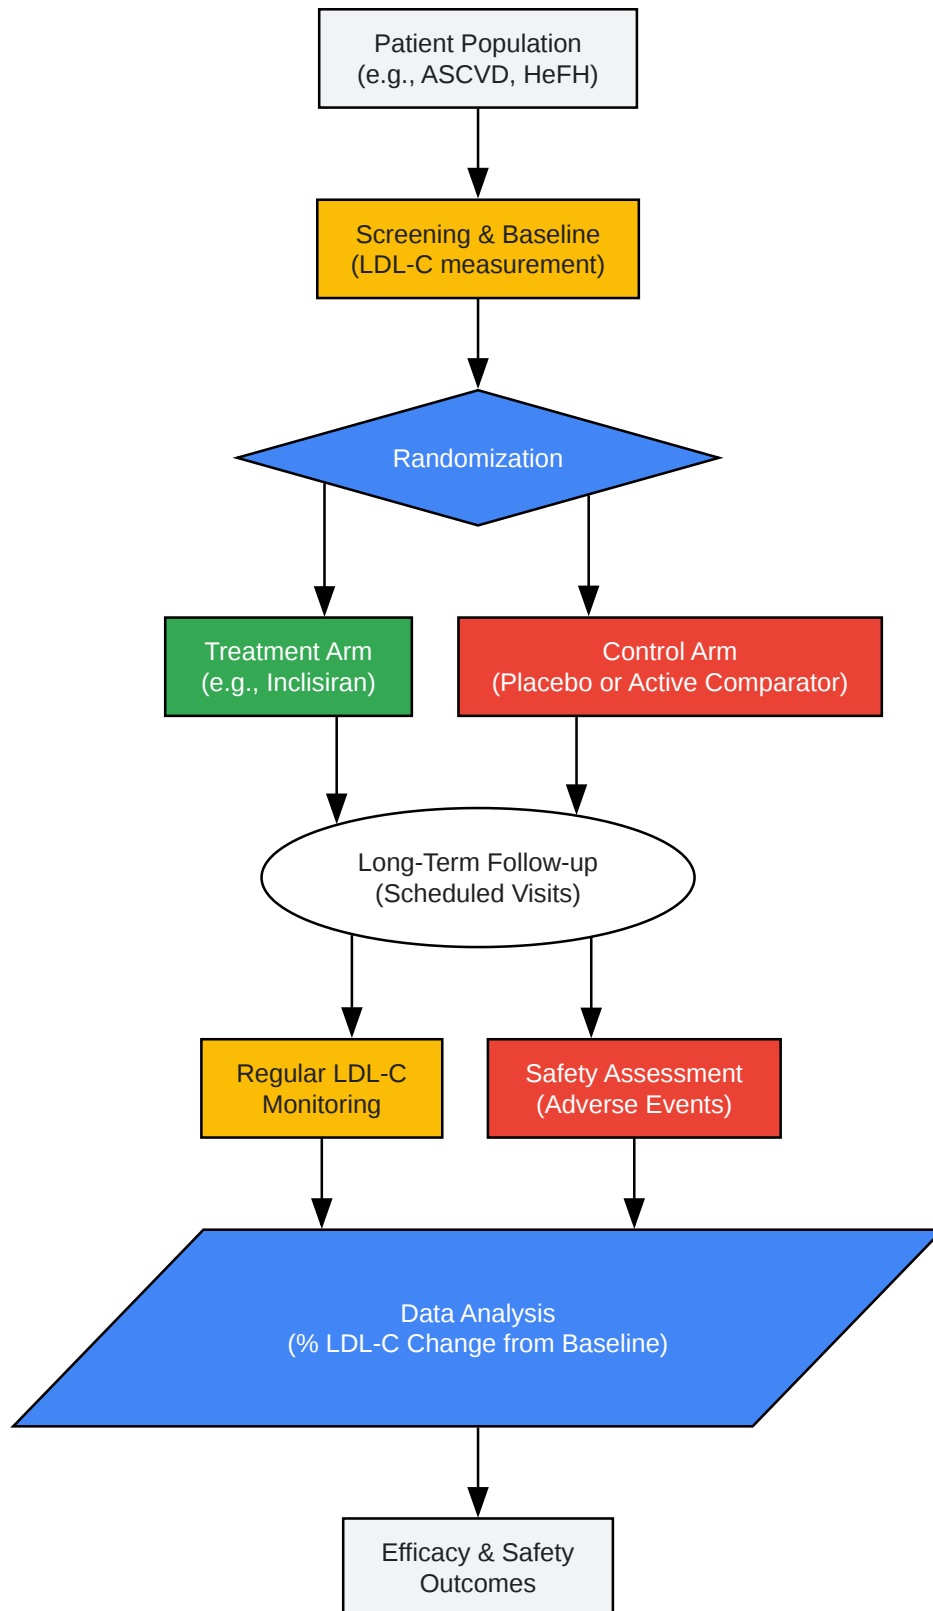 Patient Population
(e.g., ASCVD, HeFH)
Screening & Baseline
(LDL-C measurement)
Randomization
Treatment Arm
(e.g., Inclisiran)
Control Arm
(Placebo or Active Comparator)
Long-Term Follow-up
(Scheduled Visits)
Regular LDL-C
Monitoring
Safety Assessment
(Adverse Events)
Data Analysis
(% LDL-C Change from Baseline)
Efficacy & Safety
Outcomes